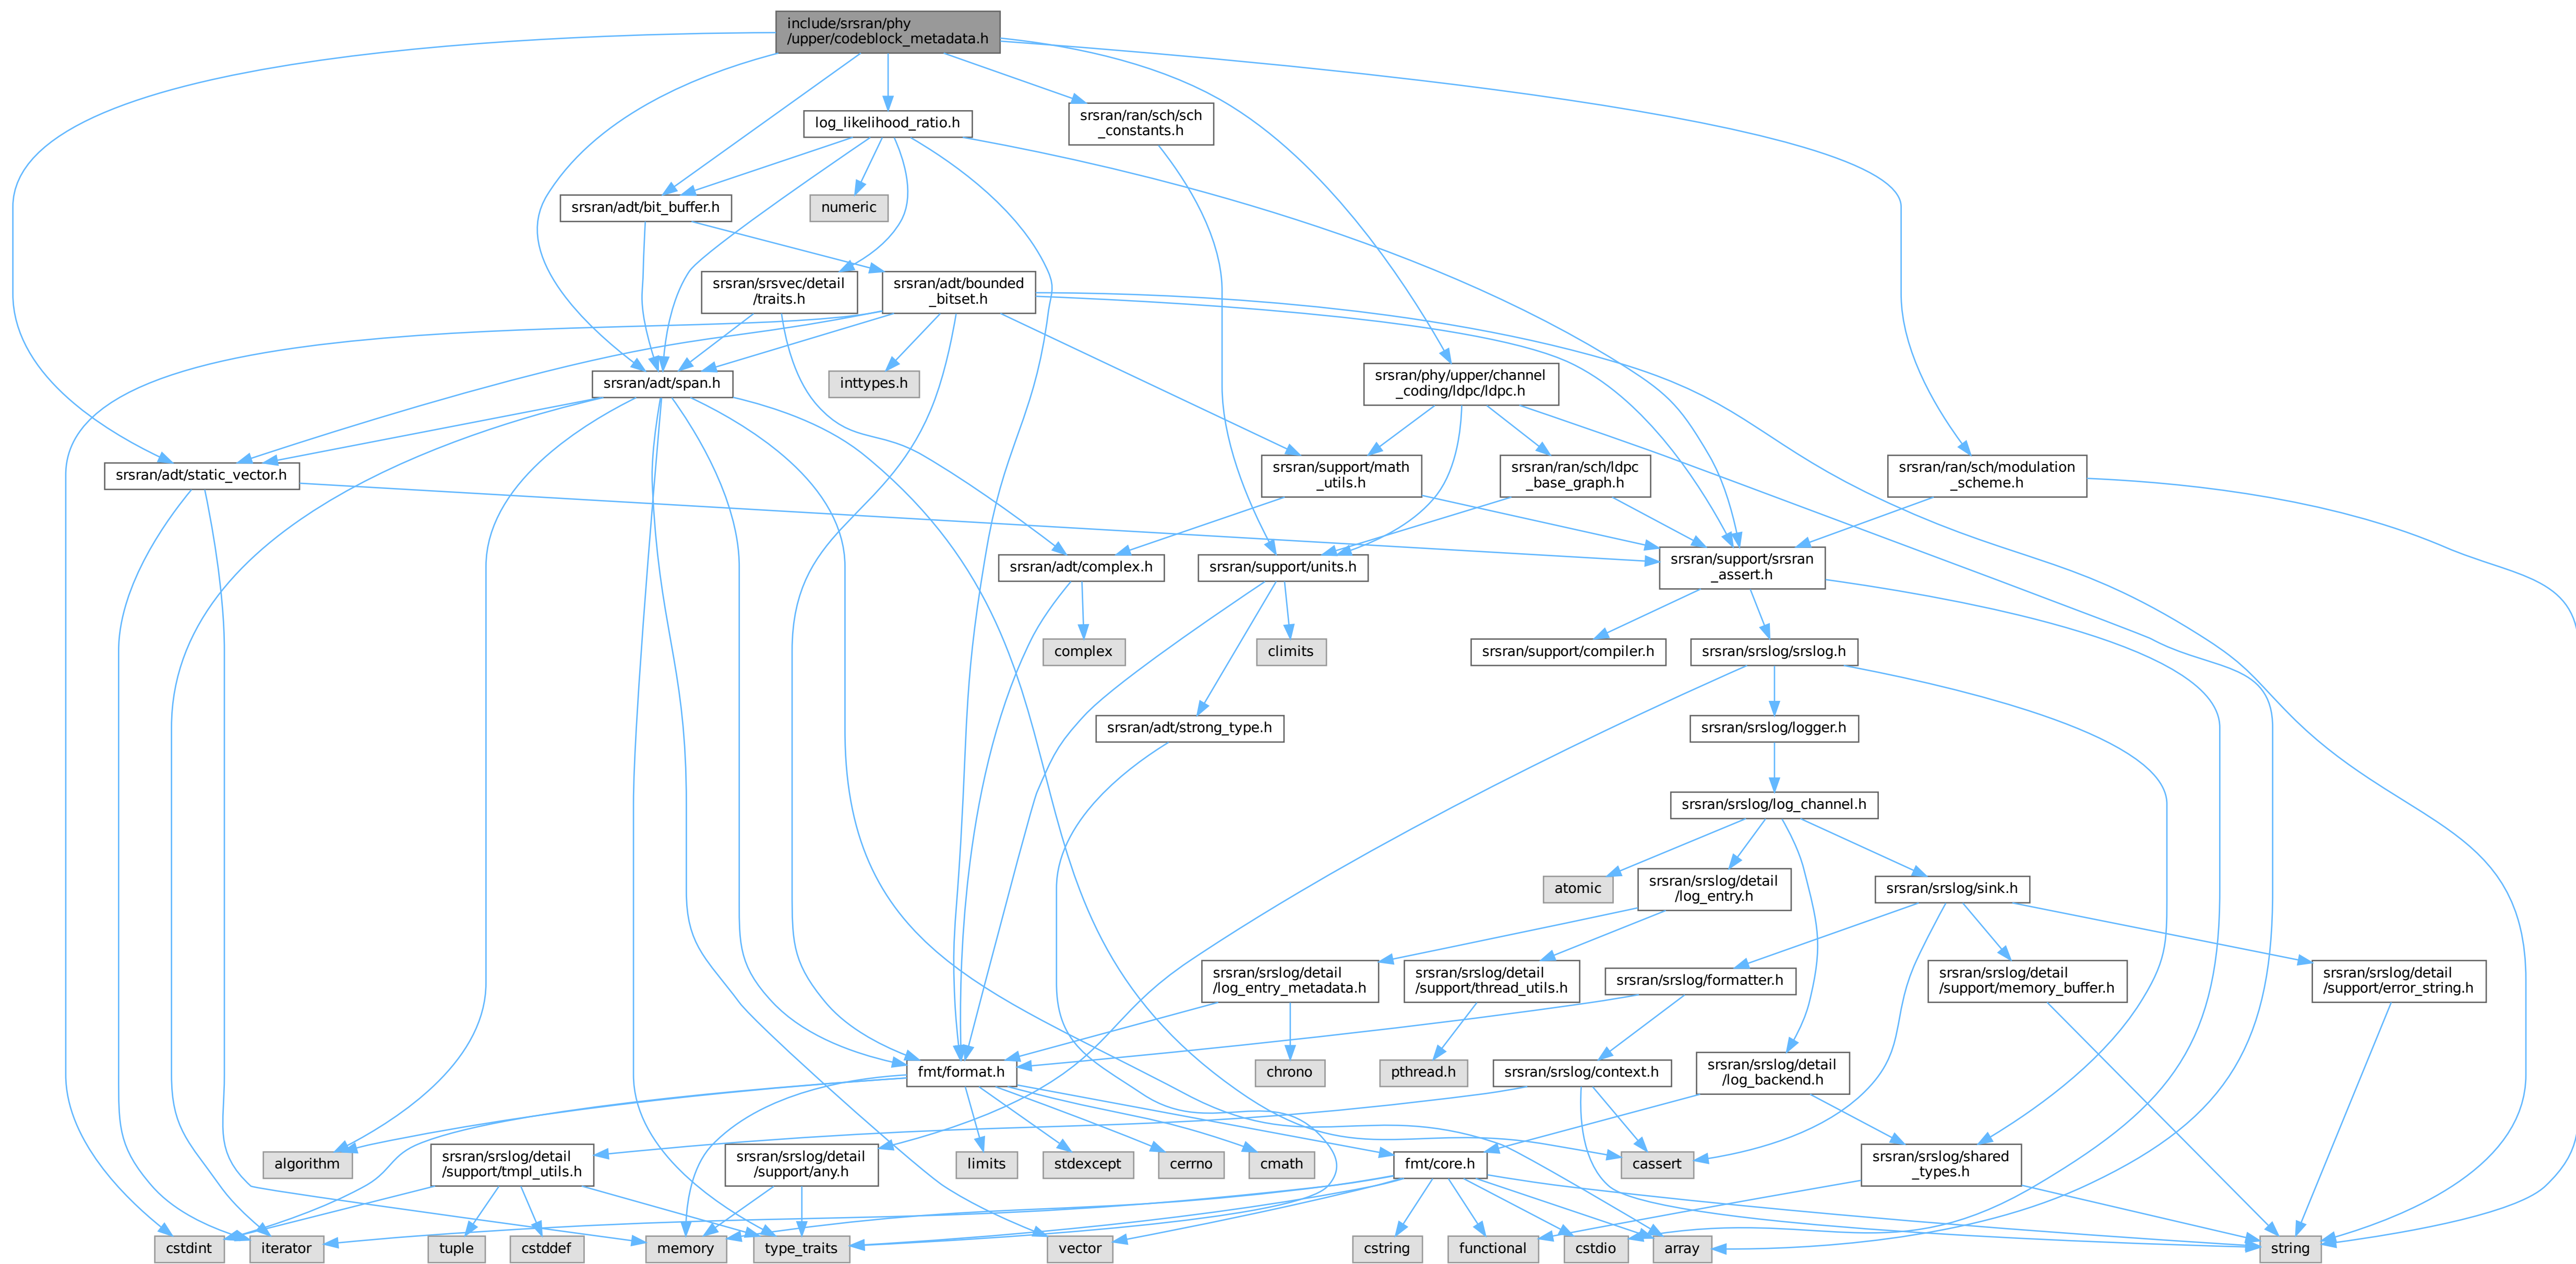 include/srsran/phy
/upper/codeblock_metadata.h
log_likelihood_ratio.h
srsran/ran/sch/sch
_constants.h
srsran/adt/bit_buffer.h
numeric
srsran/srsvec/detail
/traits.h
srsran/adt/bounded
_bitset.h
srsran/adt/span.h
inttypes.h
srsran/phy/upper/channel
_coding/ldpc/ldpc.h
srsran/adt/static_vector.h
srsran/support/math
_utils.h
srsran/ran/sch/ldpc
_base_graph.h
srsran/ran/sch/modulation
_scheme.h
srsran/adt/complex.h
srsran/support/units.h
srsran/support/srsran
_assert.h
complex
climits
srsran/support/compiler.h
srsran/srslog/srslog.h
srsran/adt/strong_type.h
srsran/srslog/logger.h
srsran/srslog/log_channel.h
atomic
srsran/srslog/detail
/log_entry.h
srsran/srslog/sink.h
srsran/srslog/detail
/log_entry_metadata.h
srsran/srslog/detail
/support/thread_utils.h
srsran/srslog/formatter.h
srsran/srslog/detail
/support/memory_buffer.h
srsran/srslog/detail
/support/error_string.h
fmt/format.h
chrono
pthread.h
srsran/srslog/context.h
srsran/srslog/detail
/log_backend.h
algorithm
srsran/srslog/detail
/support/tmpl_utils.h
srsran/srslog/detail
/support/any.h
limits
stdexcept
cerrno
cmath
fmt/core.h
cassert
srsran/srslog/shared
_types.h
cstdint
iterator
tuple
cstddef
memory
type_traits
vector
cstring
functional
cstdio
array
string